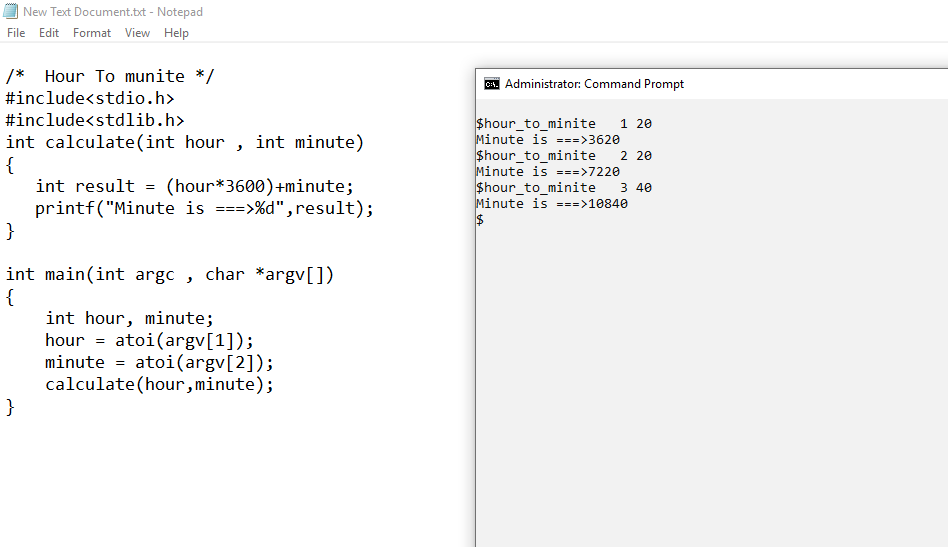 New Text Document.txt - Notepad
File Edit Format View Help
/*  Hour To munite */
#include<stdio.h>
#include<stdlib.h>
int calculate(int hour , int minute)
{
   int result = (hour*3600)+minute;
   printf("Minute is ===>%d",result);
}
int main(int argc , char *argv[])
{
    int hour, minute;
    hour = atoi(argv[1]);
    minute = atoi(argv[2]);
    calculate(hour,minute);
}
C:\.
Administrator: Command Prompt
$hour_to_minite   1 20
Minute is ===>3620
$hour_to_minite   2 20
Minute is ===>7220
$hour_to_minite   3 40
Minute is ===>10840
$